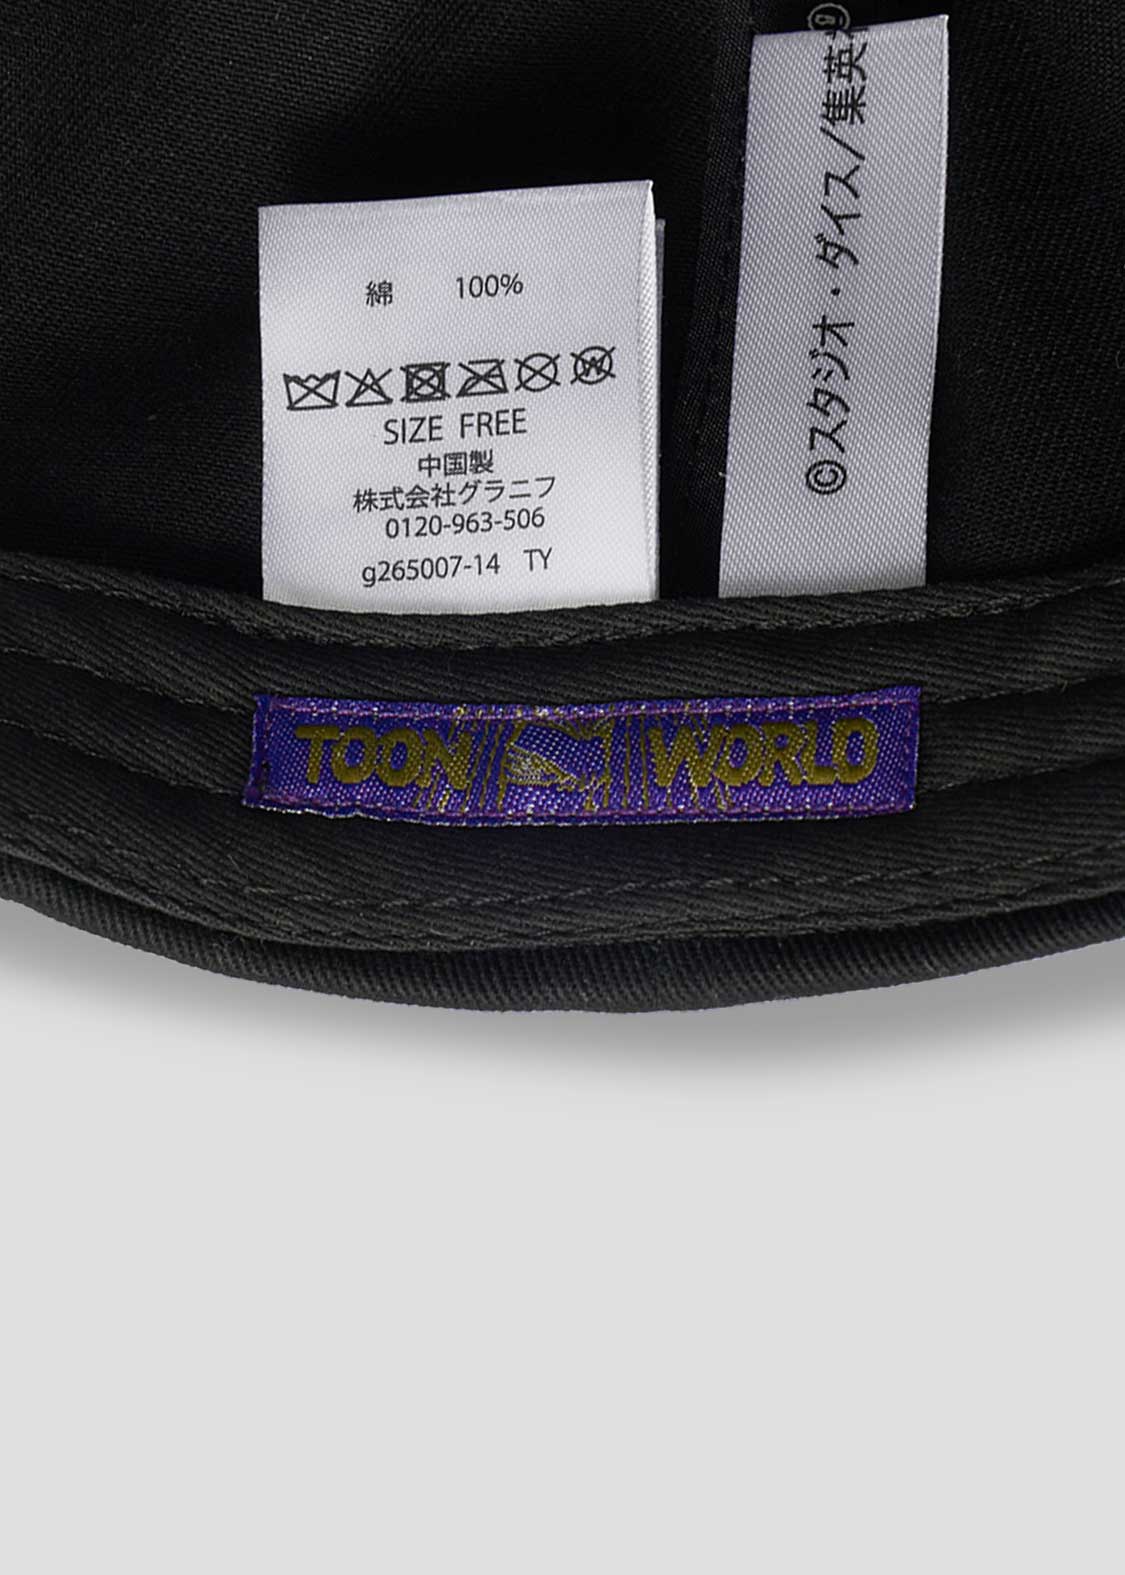 綿 100%
SIZE FREE
中国製
株式会社グラニフ
0120-963-506
g265007-14 TY
©スタジオ・ダイス/集英
TOON WORLD